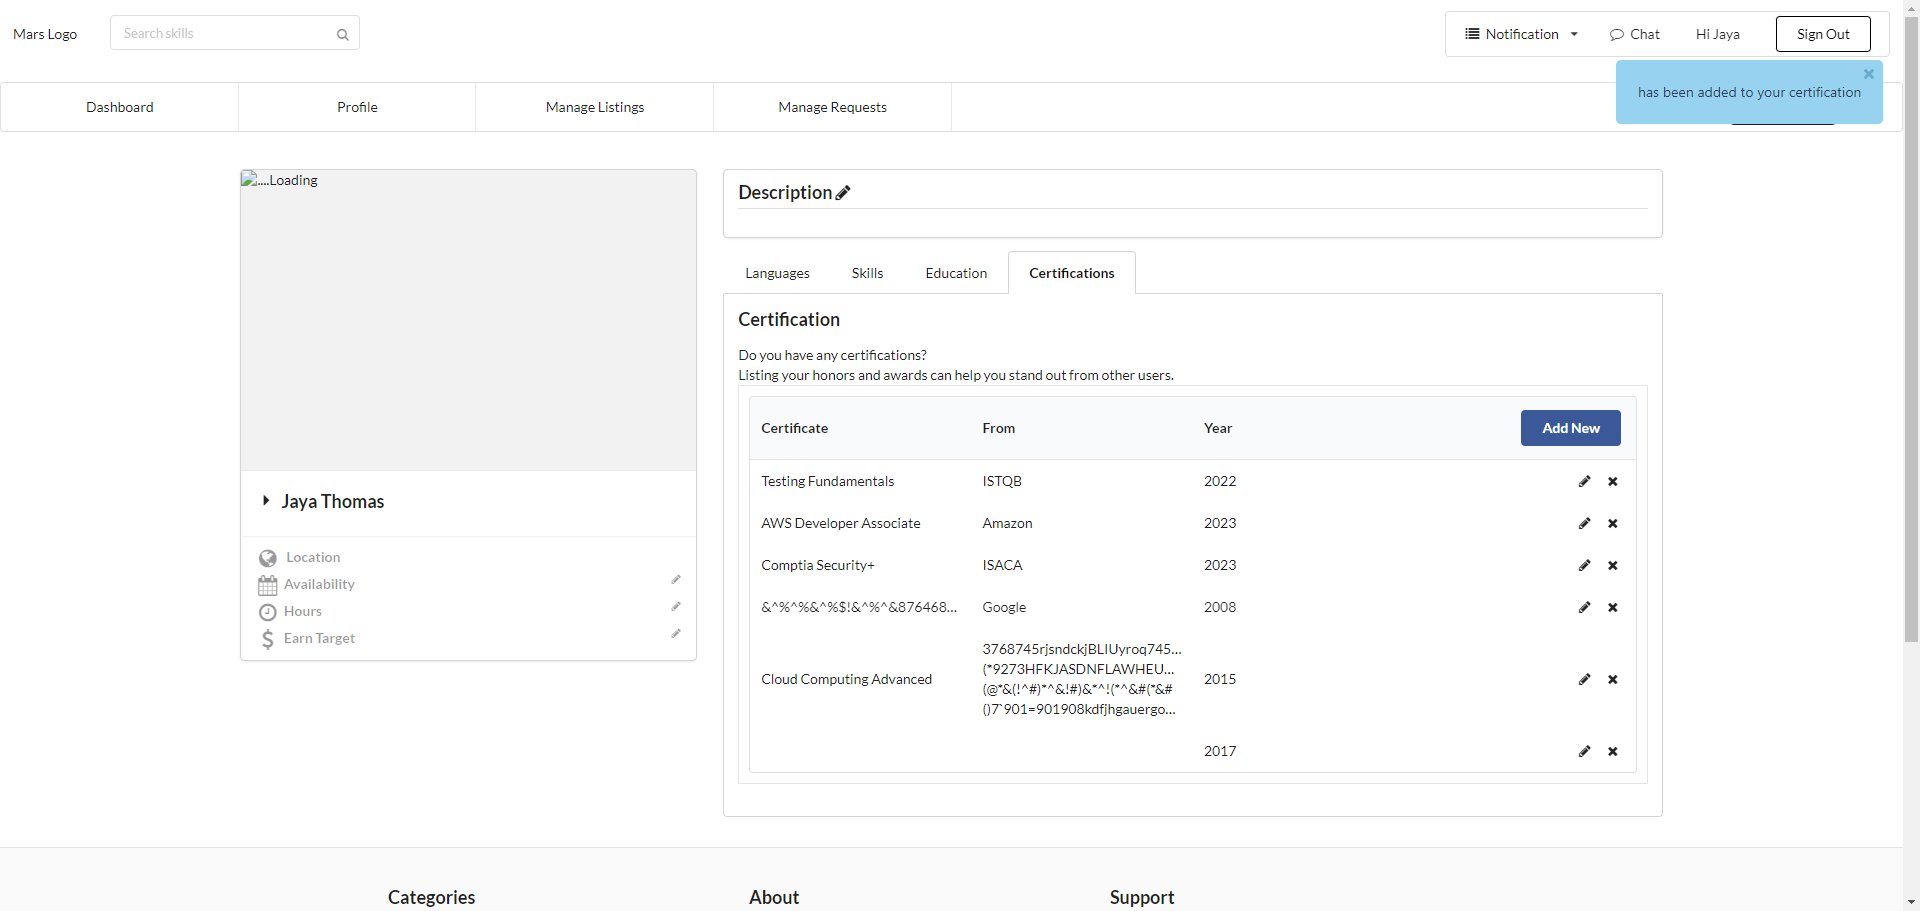 Mars Logo
Search skills
Notification
Chat
Hi Jaya
Sign Out
has been added to your certification
Dashboard
Profile
Manage Listings
Manage Requests
....Loading
Jaya Thomas
Location
Availability
Hours
Earn Target
Description
Languages
Skills
Education
Certifications
Certification
Do you have any certifications?
Listing your honors and awards can help you stand out from other users.
Certificate From Year Add New
Testing Fundamentals ISTQB 2022
AWS Developer Associate Amazon 2023
Comptia Security+ ISACA 2023
&^%^%&^%$!&^%^&876468... Google 2008
3768745rjsndckjBLIUyroq745...
(*9273HFKJASDNFLAWHEU...
Cloud Computing Advanced 2015
(@*&(!^#)*^&!#)&*^!(*^&#(*&#
()7`901=901908kdfjhgauergo...
2017
Categories
About
Support